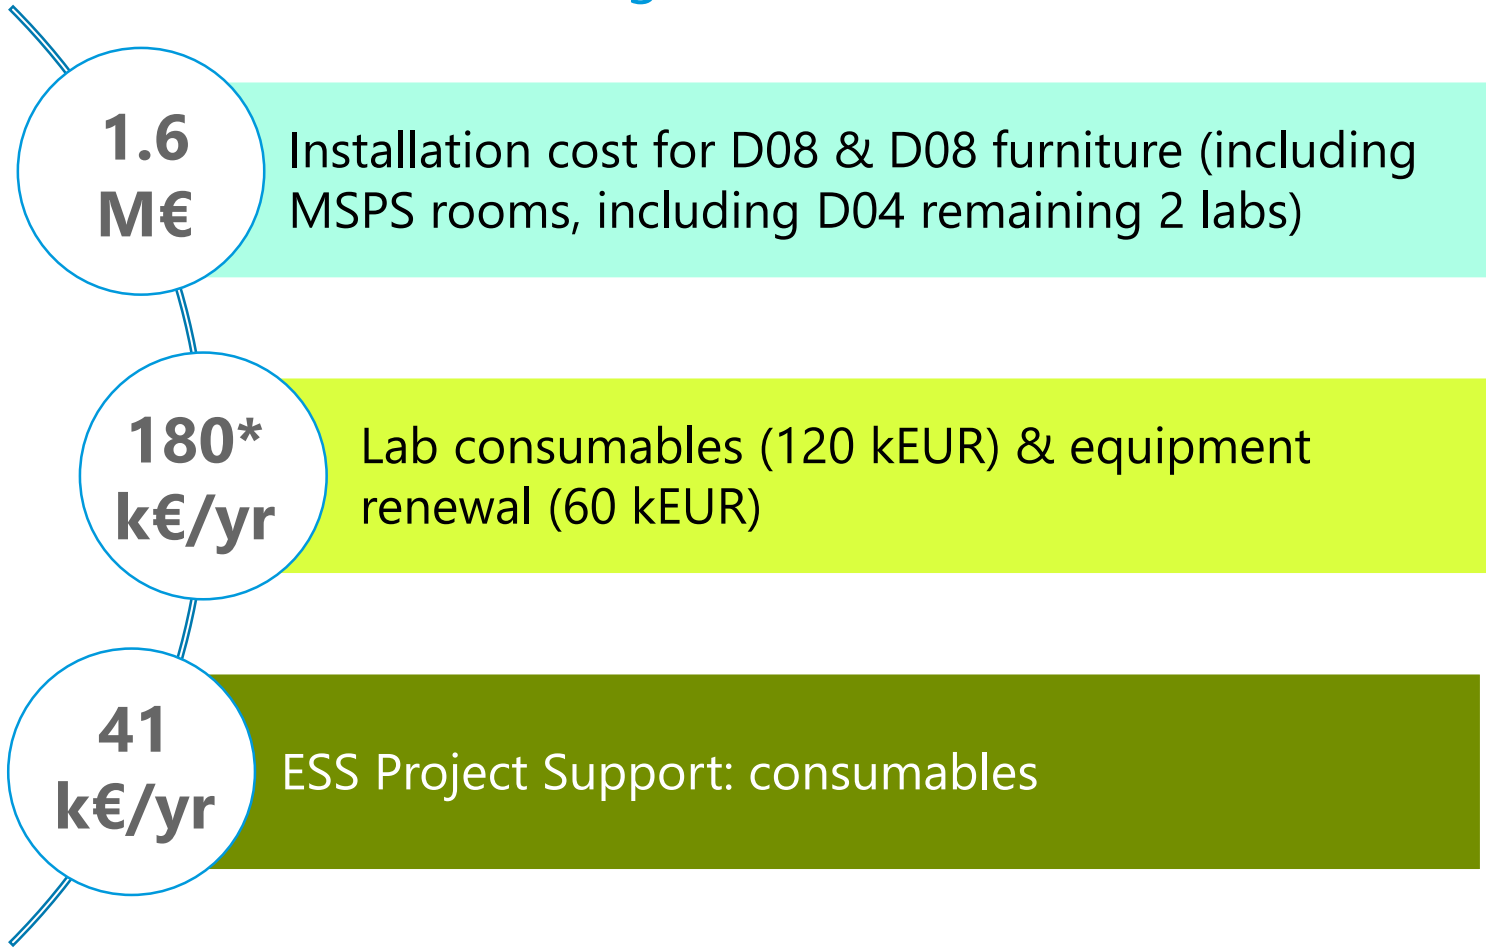 1.6
M€
Installation cost for D08 & D08 furniture (including
MSPS rooms, including D04 remaining 2 labs)
180*
k€/yr
Lab consumables (120 kEUR) & equipment
renewal (60 kEUR)
41
k€/yr
ESS Project Support: consumables